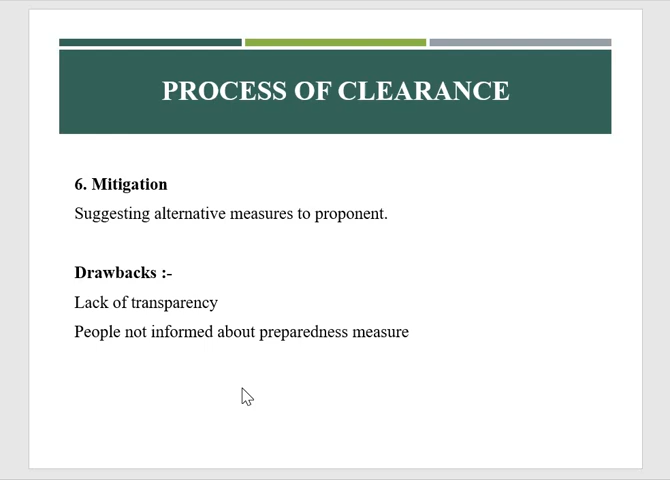 PROCESS OF CLEARANCE
6. Mitigation
Suggesting alternative measures to proponent.
Drawbacks :-
Lack of transparency
People not informed about preparedness measure